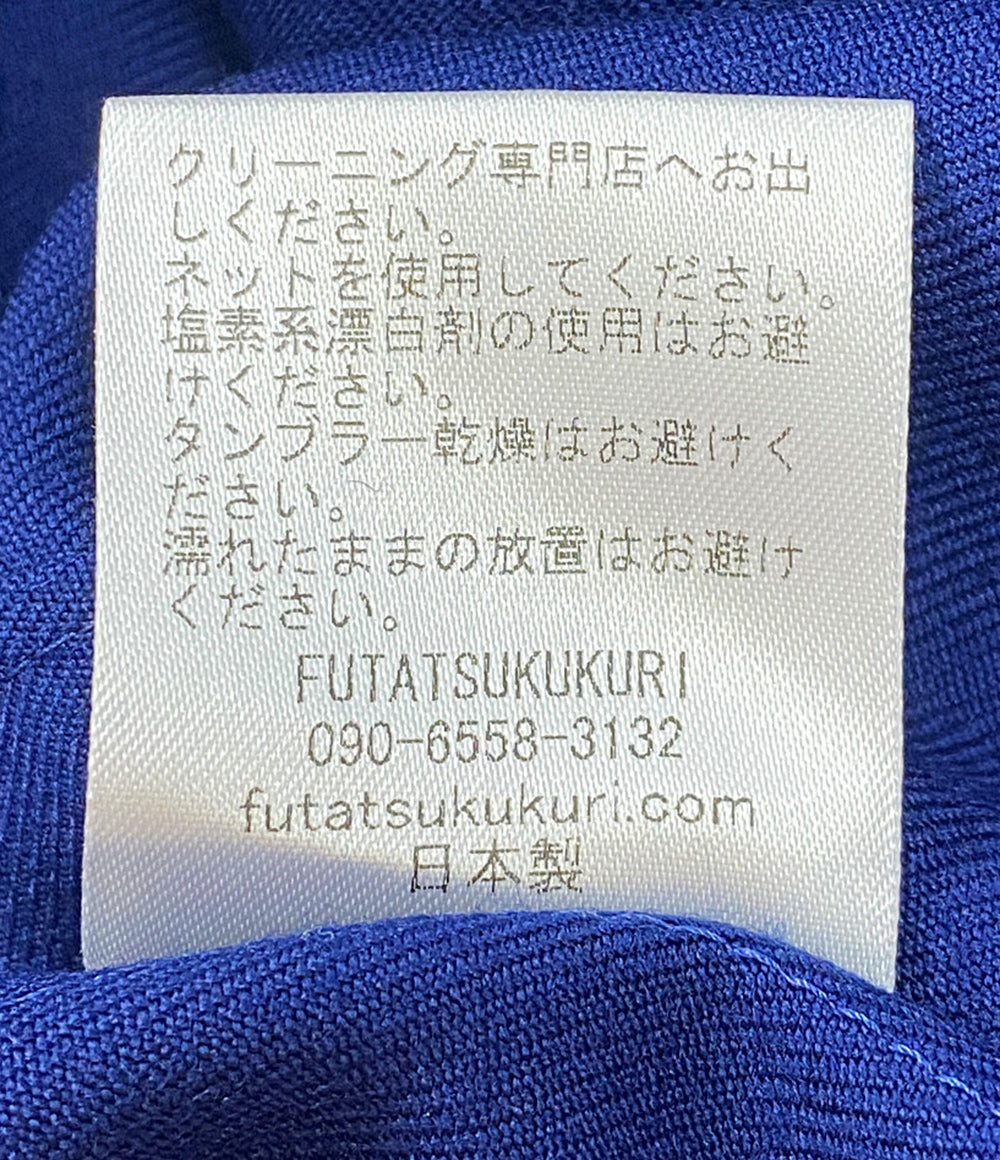 クリーニング専門店へお出
しください。
ネットを使用してください。
塩素系漂白剤の使用はお避
けください。
タンブラー乾燥はお避けく
ださい。
濡れたままの放置はお避け
ください。
FUTATSUKUKURI
090-6558-3132
futatsukukuri.com
日本製